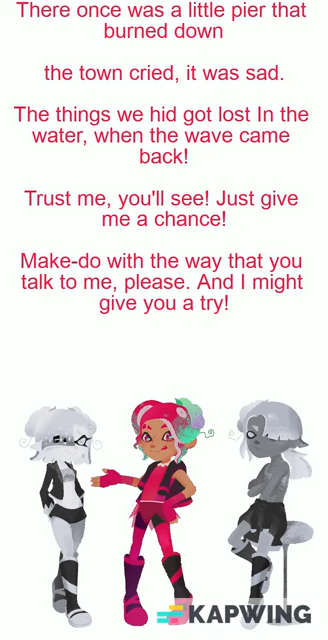 There once was a little pier that
burned down
the town cried, it was sad.
The things we hid got lost In the
water, when the wave came
back!
Trust me, you'll see! Just give
me a chance!
Make-do with the way that you
talk to me, please. And I might
give you a try!
KAPWING